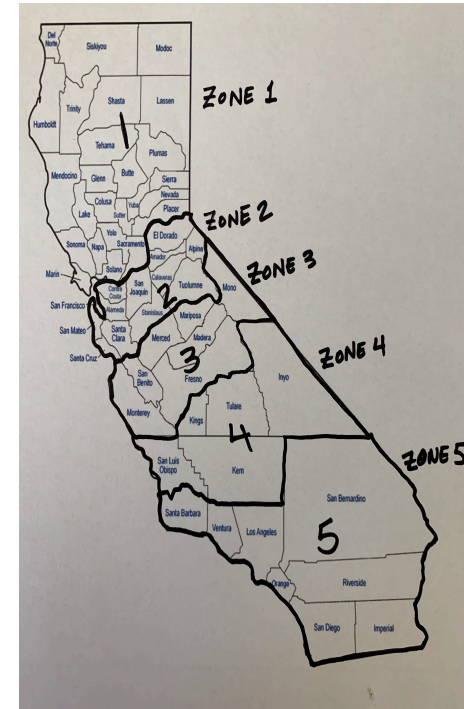 Del
Norte
Siskiyou
Modoc
Humboldt
Trinity
Shasta
Lassen
ZONE 1
1
Tehama
Plumas
Mendocino
Glenn
Butte
Sierra
Nevada
Colusa
Yuba
Placer
Lake
Sutter
ZONE 2
Yolo
El Dorado
Sonoma
Napa
Sacramento
Alpine
Amador
Solano
ZONE 3
Marin
Calaveras
Contra
Costa
San
Joaquin
2
Tuolumne
Mono
San Francisco
Alameda
Stanislaus
Mariposa
San Mateo
Santa
Clara
Merced
Madera
ZONE 4
Santa Cruz
3
San
Benito
Fresno
Inyo
Monterey
Kings
Tulare
4
ZONE 5
San Luis
Obispo
Kern
San Bernardino
Santa Barbara
Ventura
Los Angeles
5
Orange
Riverside
San Diego
Imperial